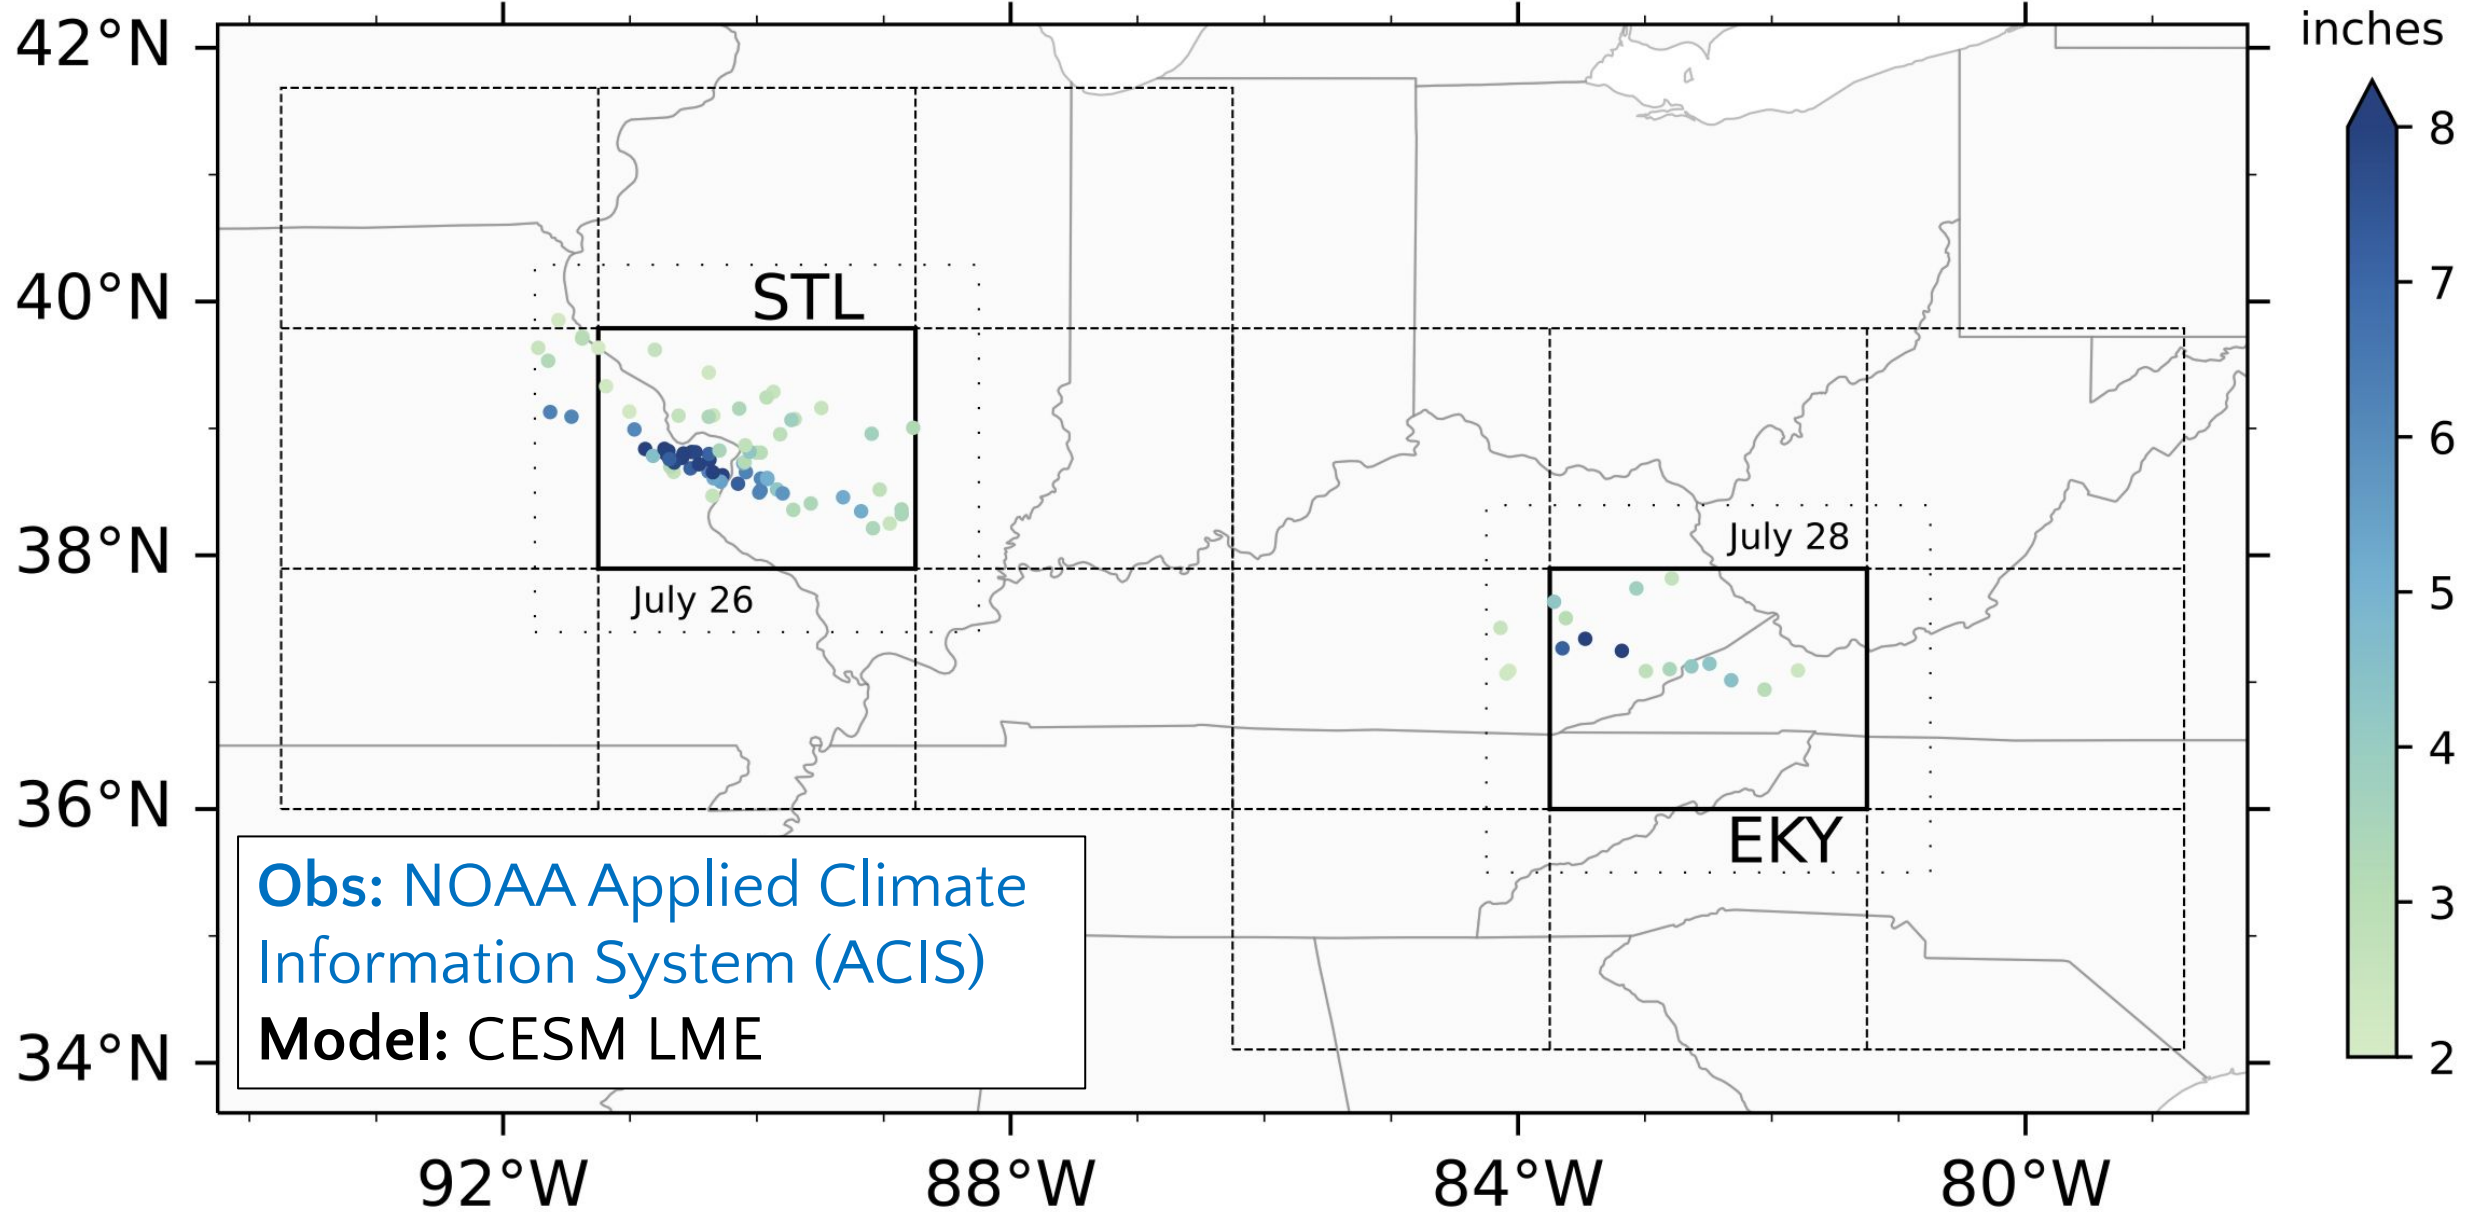 42°N
40°N
38°N
36°N
34°N
92°W
88°W
84°W
80°W
STL
July 26
July 28
EKY
Obs: NOAA Applied Climate
Information System (ACIS)
Model: CESM LME
inches
8
7
6
5
4
3
2